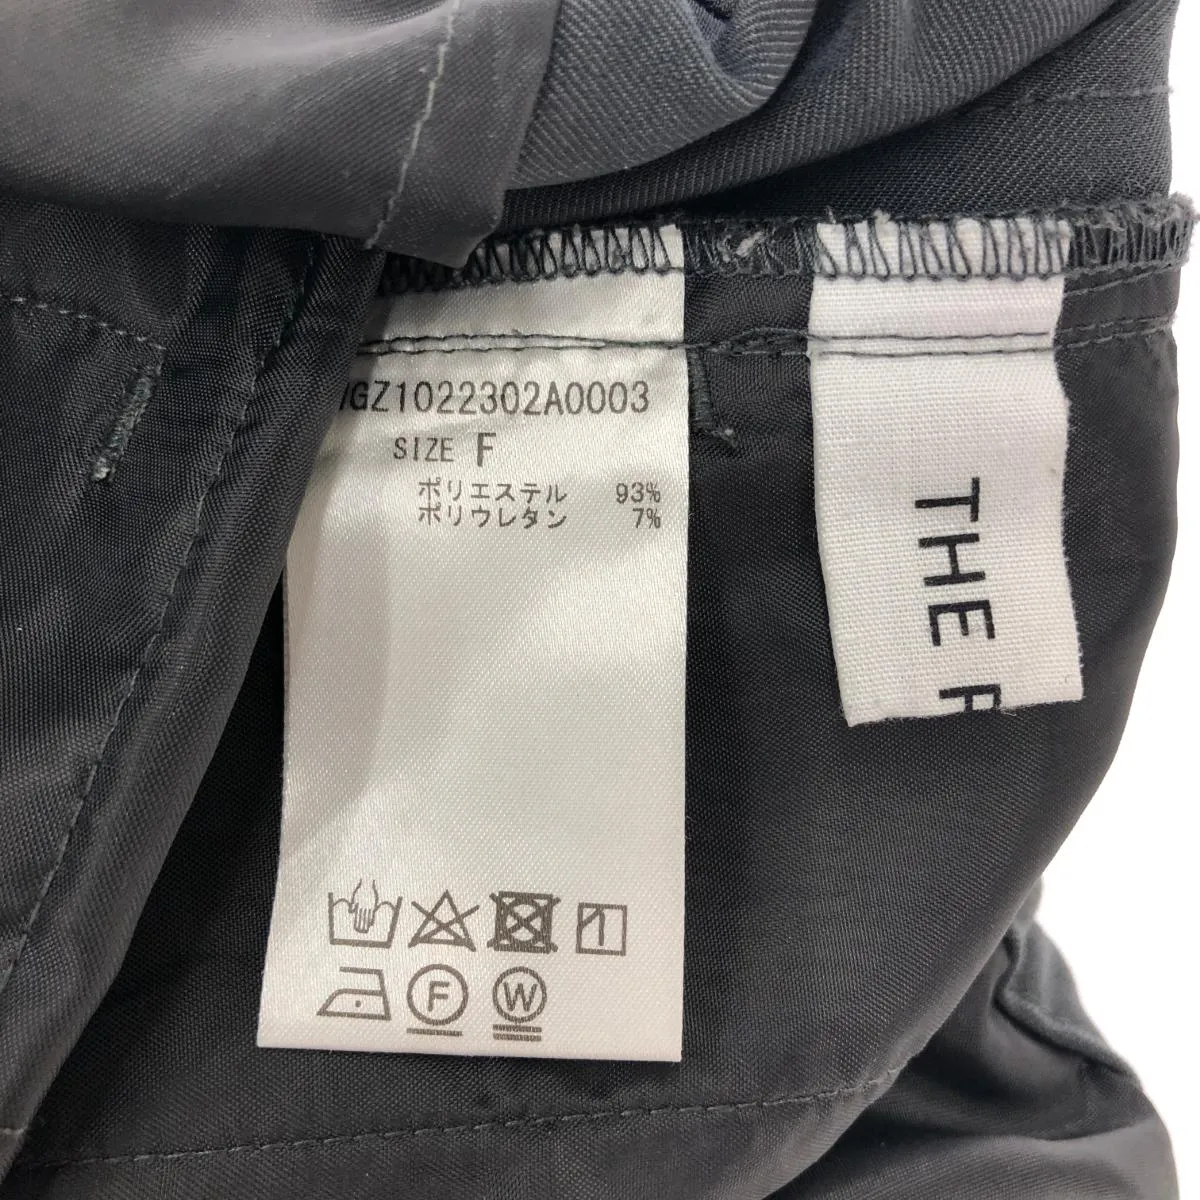 GZ1022302A0003
SIZE F
ポリエステル 93%
ポリウレタン 7%
F
W
THE